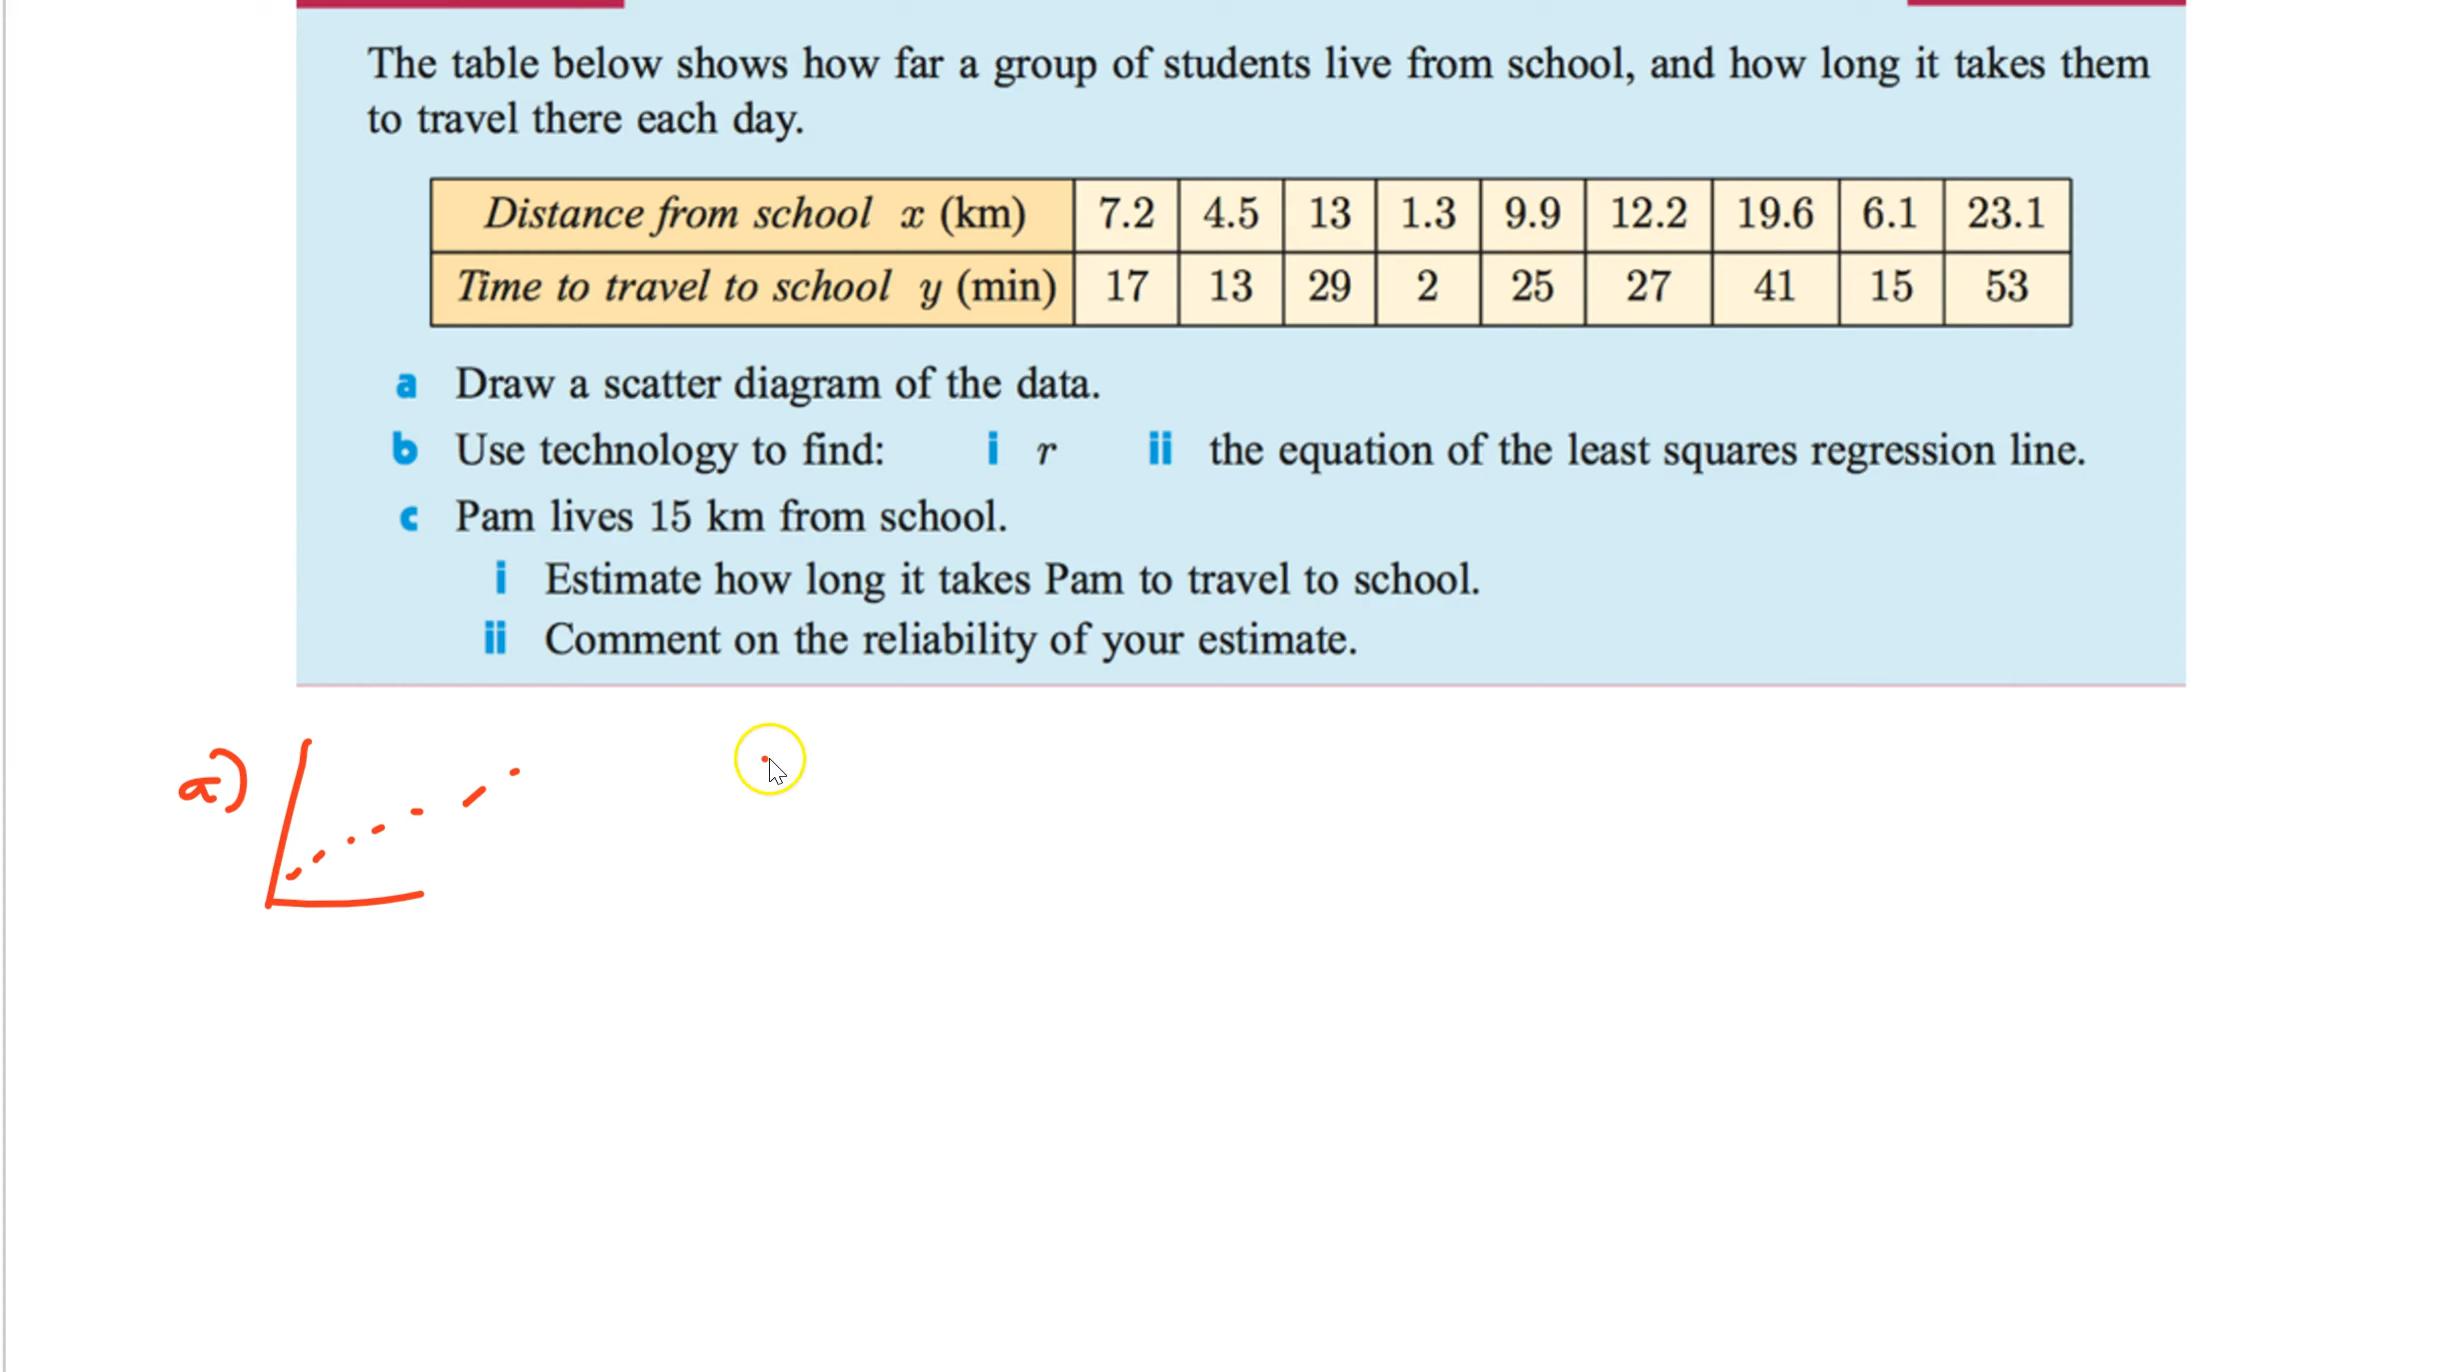 The table below shows how far a group of students live from school, and how long it takes them
to travel there each day.
Distance from school x (km) 7.2 4.5 13 1.3 9.9 12.2 19.6 6.1 23.1
Time to travel to school y (min) 17 13 29 2 25 27 41 15 53
a Draw a scatter diagram of the data.
b Use technology to find: i r ii the equation of the least squares regression line.
c Pam lives 15 km from school.
i Estimate how long it takes Pam to travel to school.
ii Comment on the reliability of your estimate.
a)